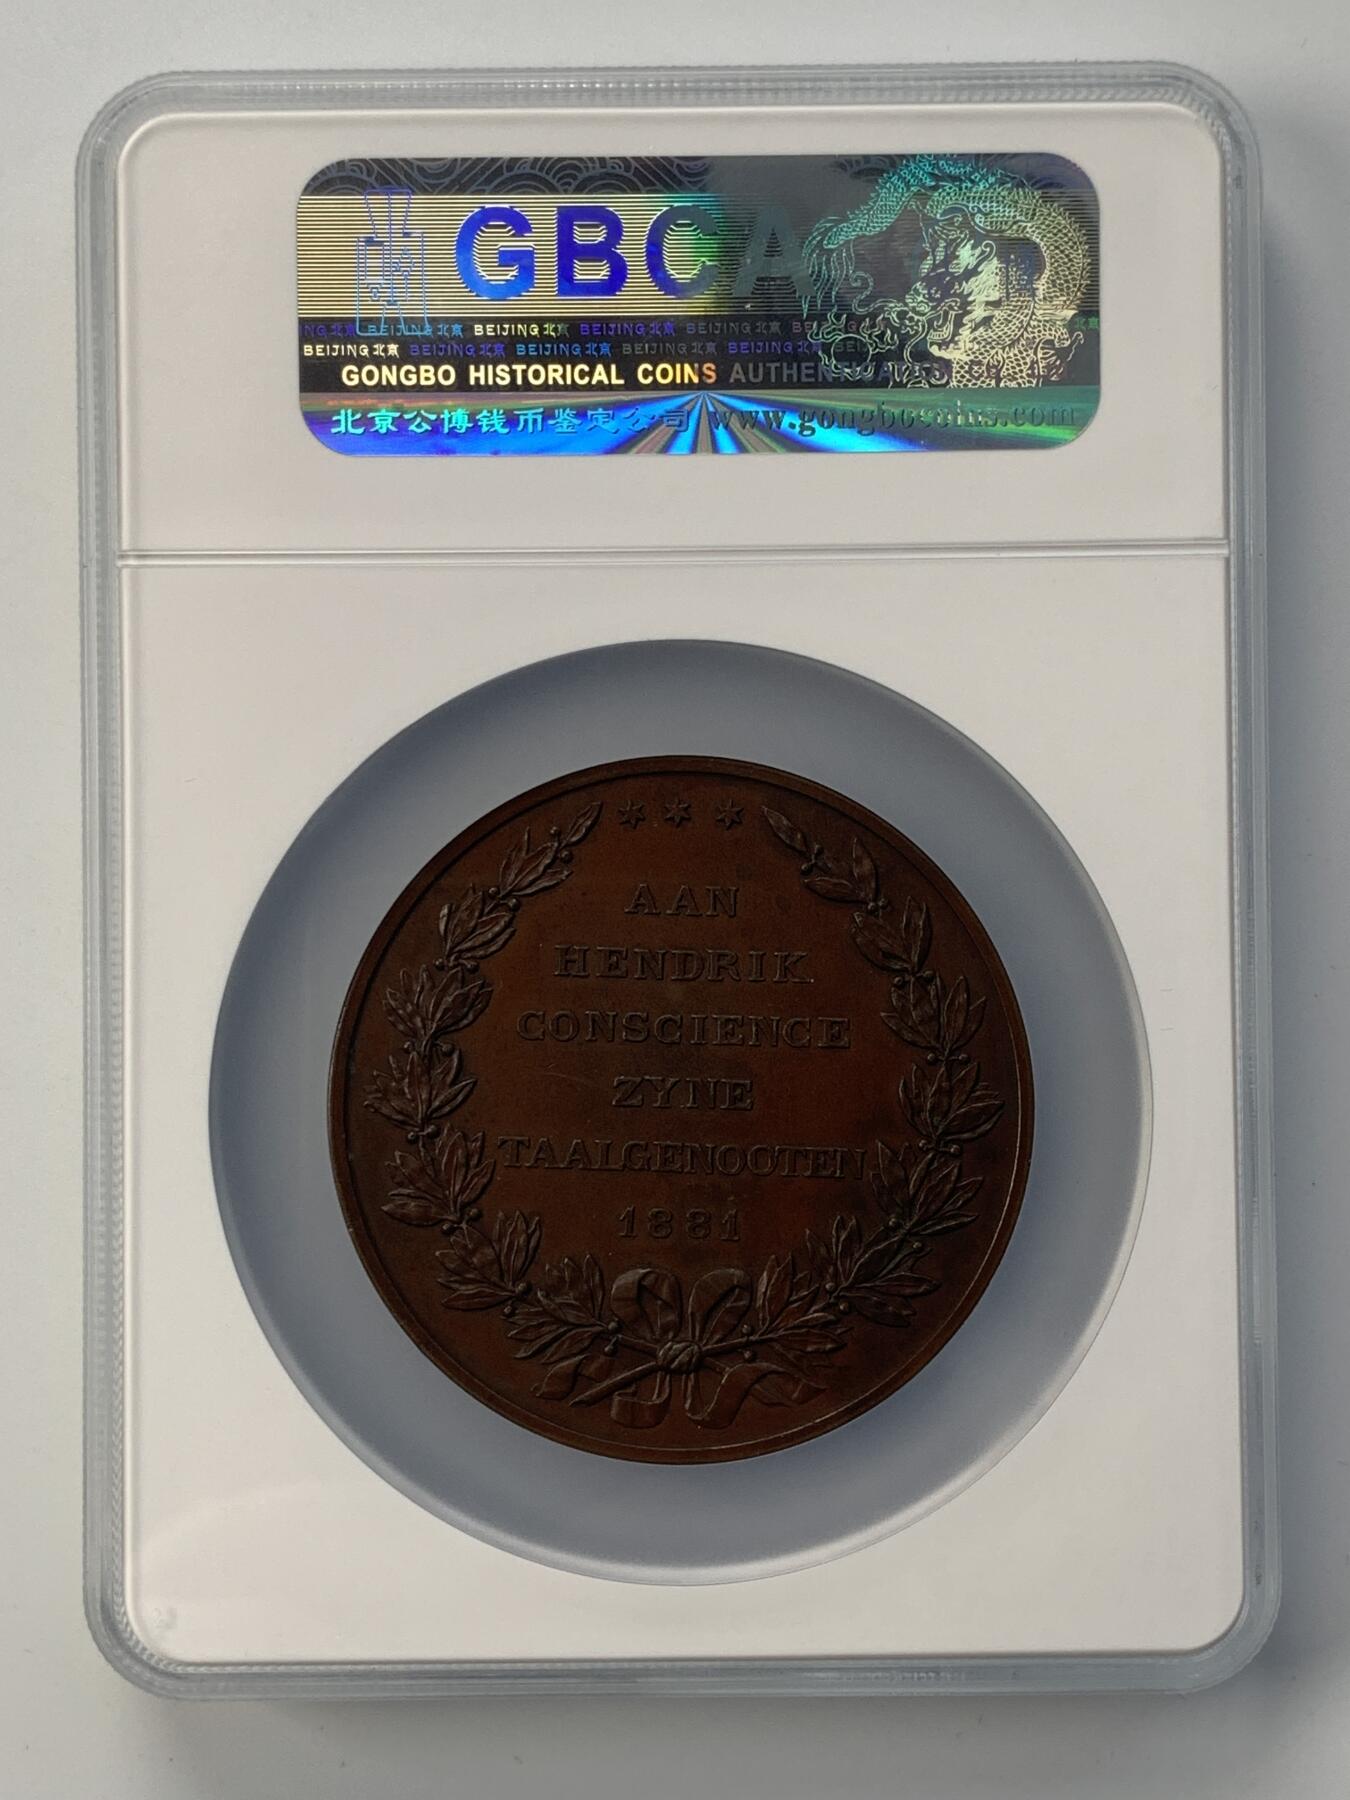 GBCA
NG北京 BEIJING北京 BEIJING北京 BEIJING北京 BEIJING北京
BEIJING北京 BEIJING北京 BEIJING北京 BEIJING北京 BEIJING北京
GONGBO HISTORICAL COINS AUTHENTICATION
北京公博钱币鉴定公司 www.gongbocoins.com
AAN
HENDRIK
CONSCIENCE
ZYNE
TAALGENOOTEN
1881